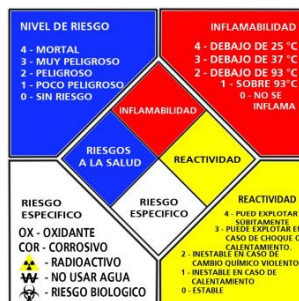 NIVEL DE RIESGO
4 - MORTAL
3 - MUY PELIGROSO
2 - PELIGROSO
1 - POCO PELIGROSO
0 - SIN RIESGO
INFLAMABILIDAD
4 - DEBAJO DE 25 °C
3 - DEBAJO DE 37 °C
2 - DEBAJO DE 93 °C
1 - SOBRE 93°C
0 - NO SE
INFLAMA
INFLAMABILIDAD
RIESGOS
A LA SALUD
REACTIVIDAD
RIESGO
ESPECIFICO
RIESGO
ESPECIFICO
OX - OXIDANTE
COR - CORROSIVO
- RADIOACTIVO
W - NO USAR AGUA
- RIESGO BIOLOGICO
REACTIVIDAD
4 - PUED EXPLOTAR
SÚBITAMENTE
3 - PUEDE EXPLOTAR EN
CASO DE CHOQUE O
CALENTAMIENTO.
2 - INESTABLE EN CASO DE
CAMBIO QUÍMICO VIOLENTO
1 - INESTABLE EN CASO DE
CALENTAMIENTO
0 - ESTABLE